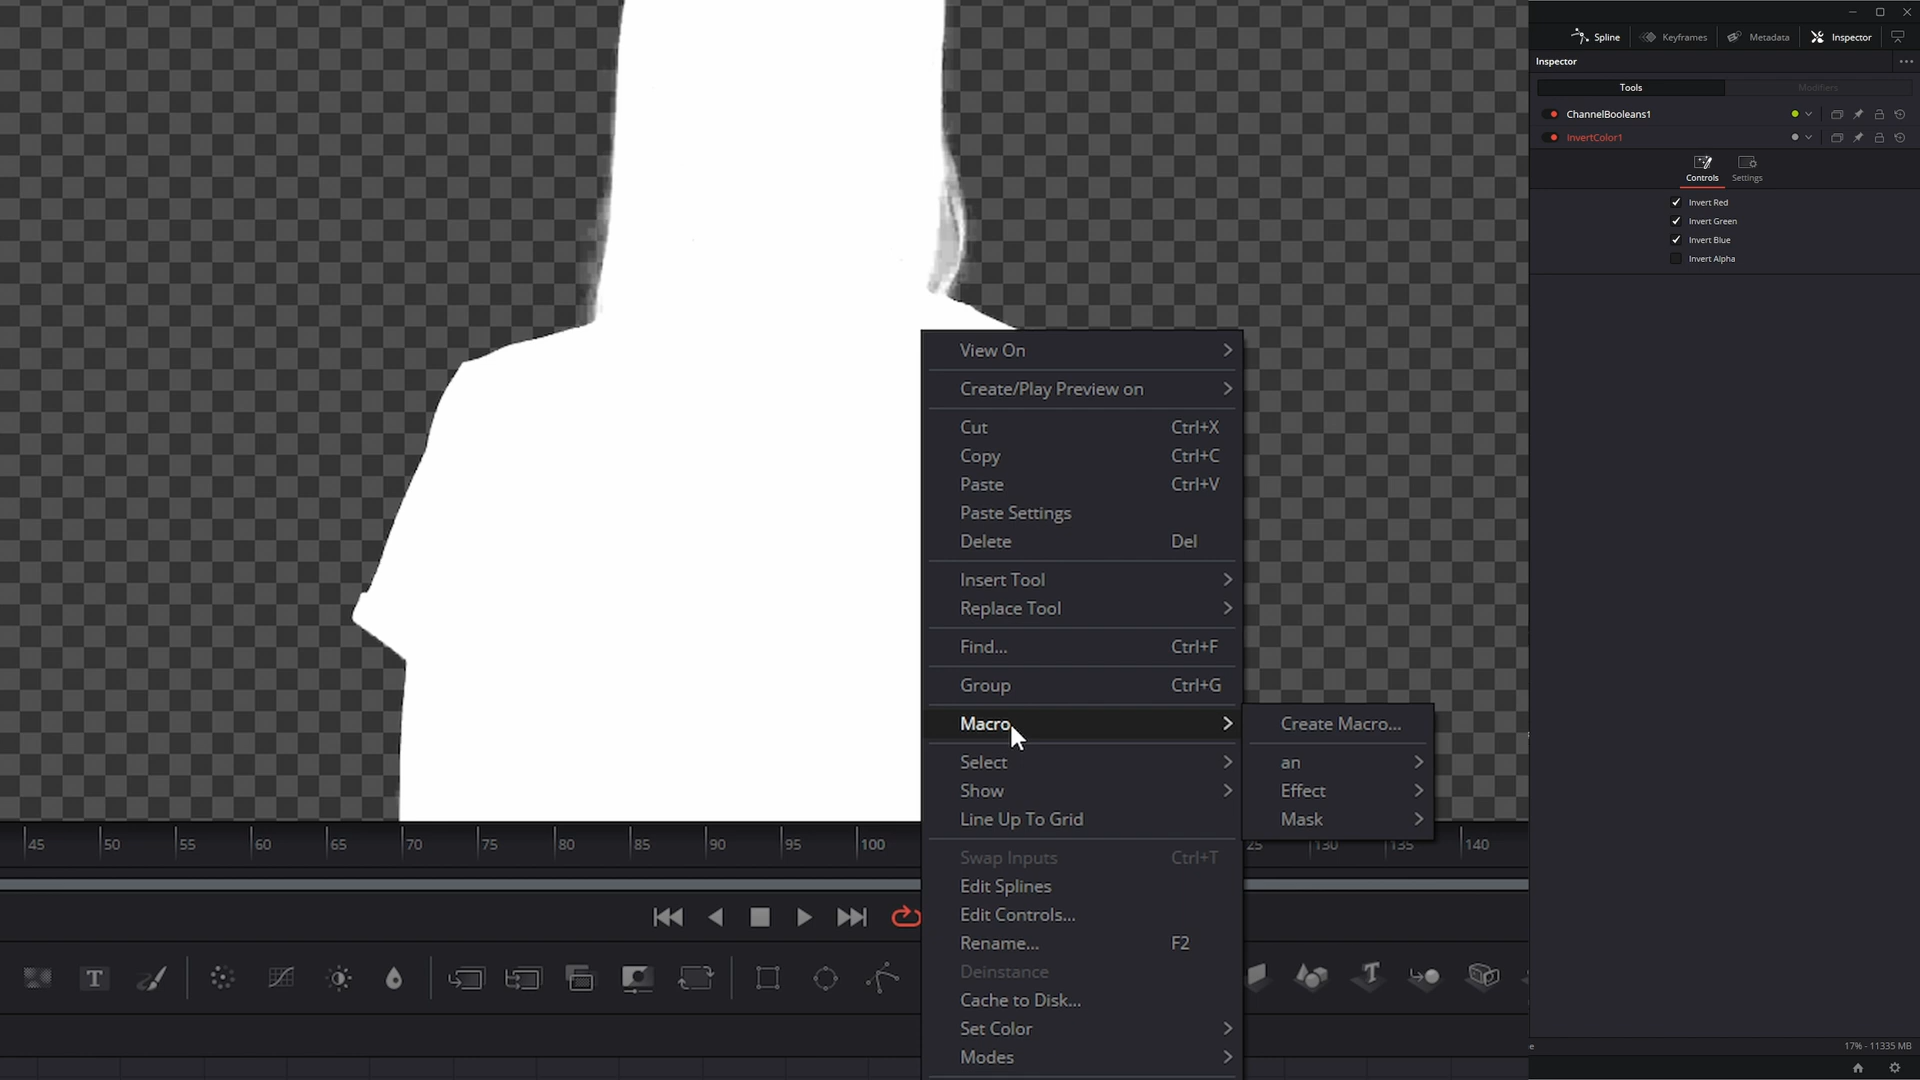 Spline
Keyframes
Metadata
Inspector
Inspector
Tools
Modifiers
ChannelBooleans1
InvertColor1
Controls
Settings
Invert Red
Invert Green
Invert Blue
Invert Alpha
View On
Create/Play Preview on
Cut Ctrl+X
Copy Ctrl+C
Paste Ctrl+V
Paste Settings
Delete Del
Insert Tool
Replace Tool
Find... Ctrl+F
Group Ctrl+G
Macro
Create Macro...
Select
an
Show
Effect
Line Up To Grid
Mask
45 50 55 60 65 70 75 80 85 90 95 100 25 130 135 140
Swap Inputs Ctrl+T
Edit Splines
Edit Controls...
Rename... F2
Deinstance
Cache to Disk...
Set Color
Modes
e
17% - 11335 MB